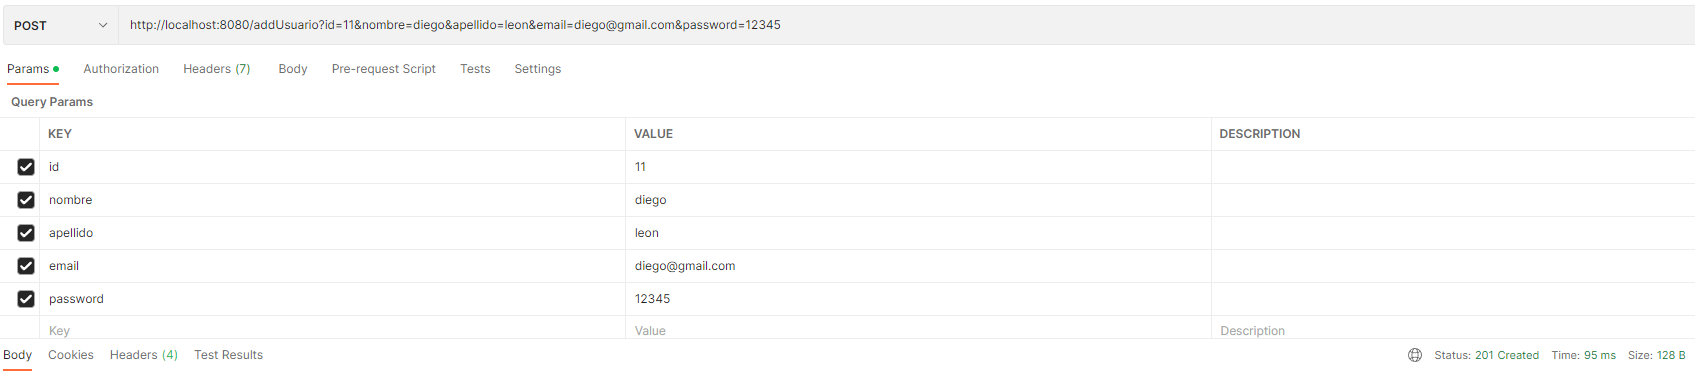 POST http://localhost:8080/addUsuario?id=11&nombre=diego&apellido=leon&email=diego@gmail.com&password=12345
Params Authorization Headers (7) Body Pre-request Script Tests Settings
Query Params
KEY VALUE DESCRIPTION
id 11
nombre diego
apellido leon
email diego@gmail.com
password 12345
Key Value Description
Body Cookies Headers (4) Test Results Status: 201 Created Time: 95 ms Size: 128 B